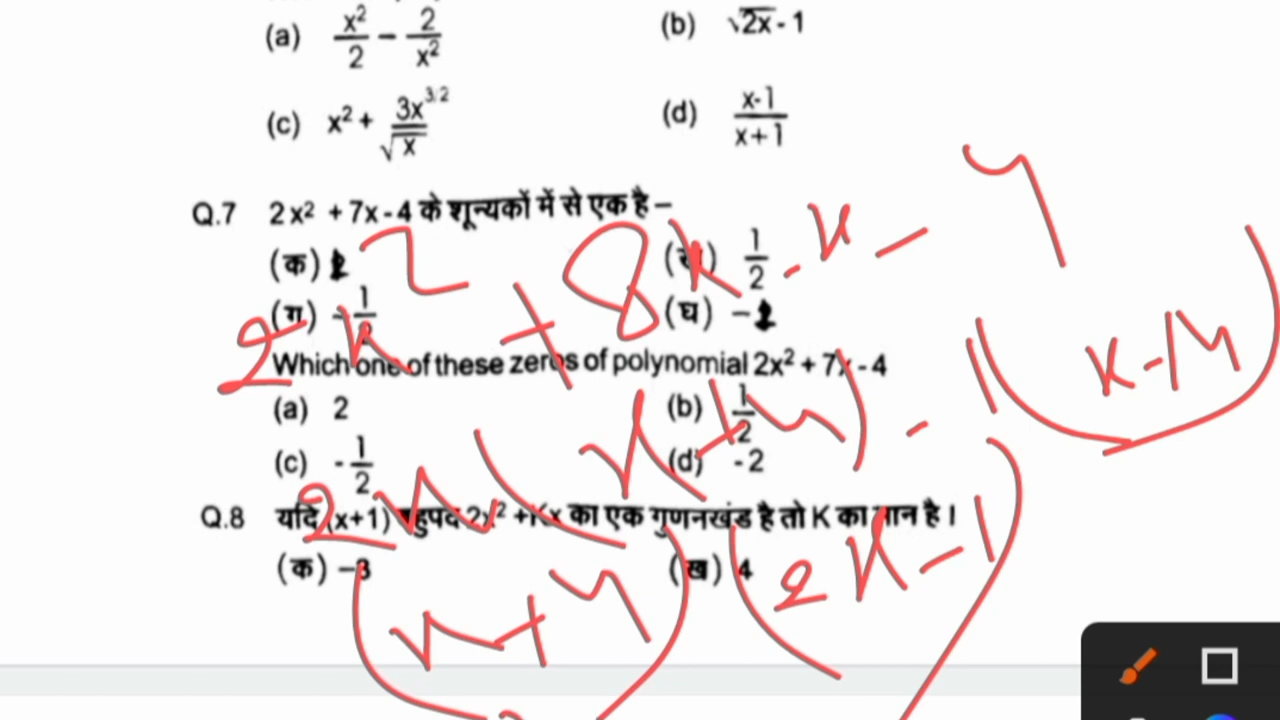 (a) x²/2 - 2/x² (b) √2x - 1
(c) x² + 3x^3/2/√x (d) x-1/x+1
Q.7 2x² + 7x - 4 के शून्यकों में से एक है –
(क) (ख) 1/2
(ग) -1/2 (घ) -
2x² + 8x - x - 4
Which one of these zeros of polynomial 2x² + 7x - 4
(a) 2 (b) 1/2
(c) -1/2 (d) -2
2x(x+4) - 1(x-4
Q.8 यदि (x+1) बहुपद 2x² + Kx का एक गुणनखंड है तो K का मान है।
(क) –3 (ख) 4
(x+4) (2x-1)